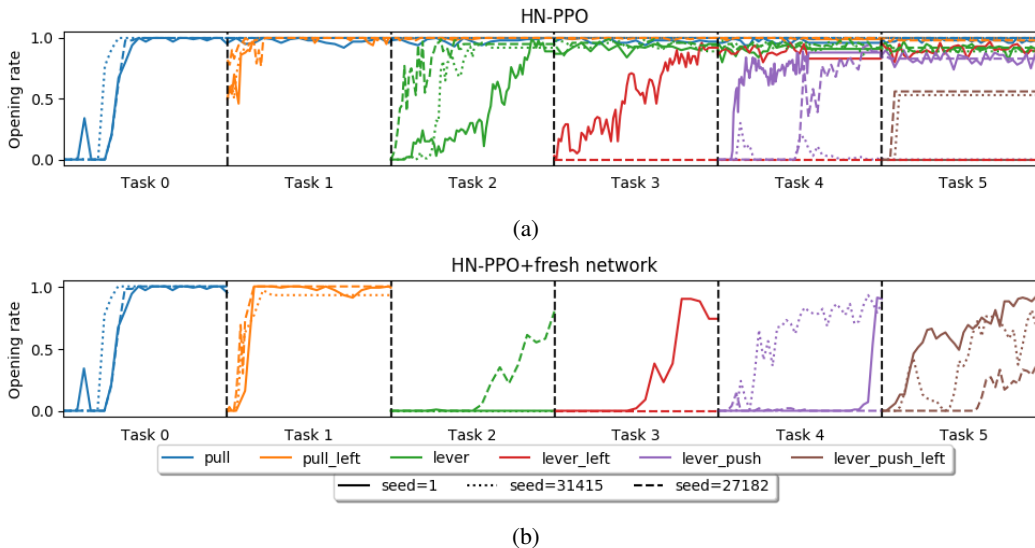 HN-PPO
Opening rate
1.0
0.5
0.0
Task 0 Task 1 Task 2 Task 3 Task 4 Task 5
(a)
HN-PPO+fresh network
Opening rate
1.0
0.5
0.0
Task 0 Task 1 Task 2 Task 3 Task 4 Task 5
pull pull_left lever lever_left lever_push lever_push_left
seed=1 seed=31415 seed=27182
(b)